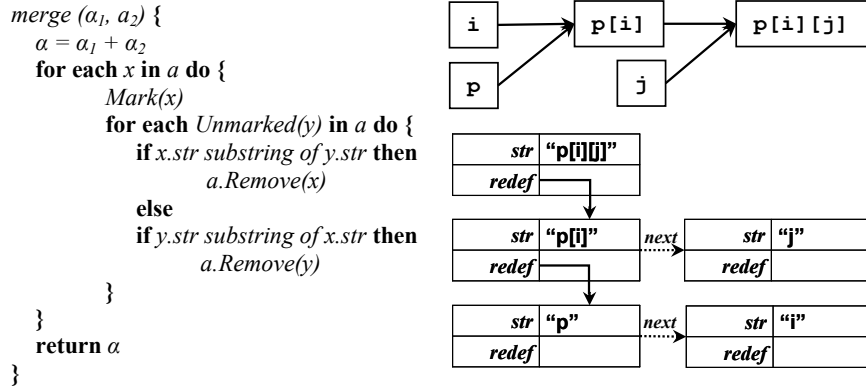 merge (α1, a2) {
α = α1 + α2
for each x in a do {
Mark(x)
for each Unmarked(y) in a do {
if x.str substring of y.str then
a.Remove(x)
else
if y.str substring of x.str then
a.Remove(y)
}
}
return α
}
i
p[i]
p[i][j]
p
j
str "p[i][j]"
redef
str "p[i]" next str "j"
redef redef
str "p" next str "i"
redef redef